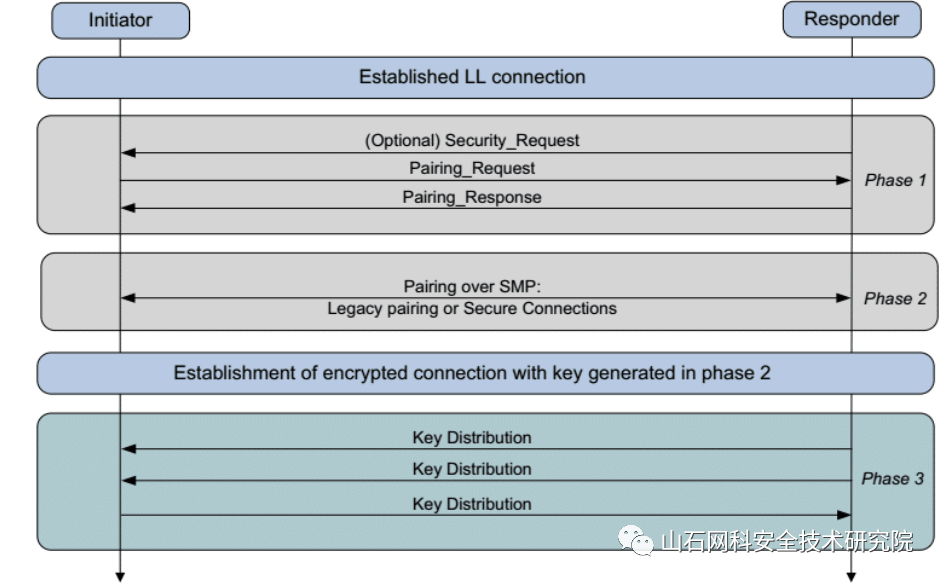 Initiator
Responder
Established LL connection
(Optional) Security_Request
Pairing_Request
Phase 1
Pairing_Response
Pairing over SMP:
Phase 2
Legacy pairing or Secure Connections
Establishment of encrypted connection with key generated in phase 2
Key Distribution
Key Distribution
Phase 3
Key Distribution
山石网科安全技术研究院